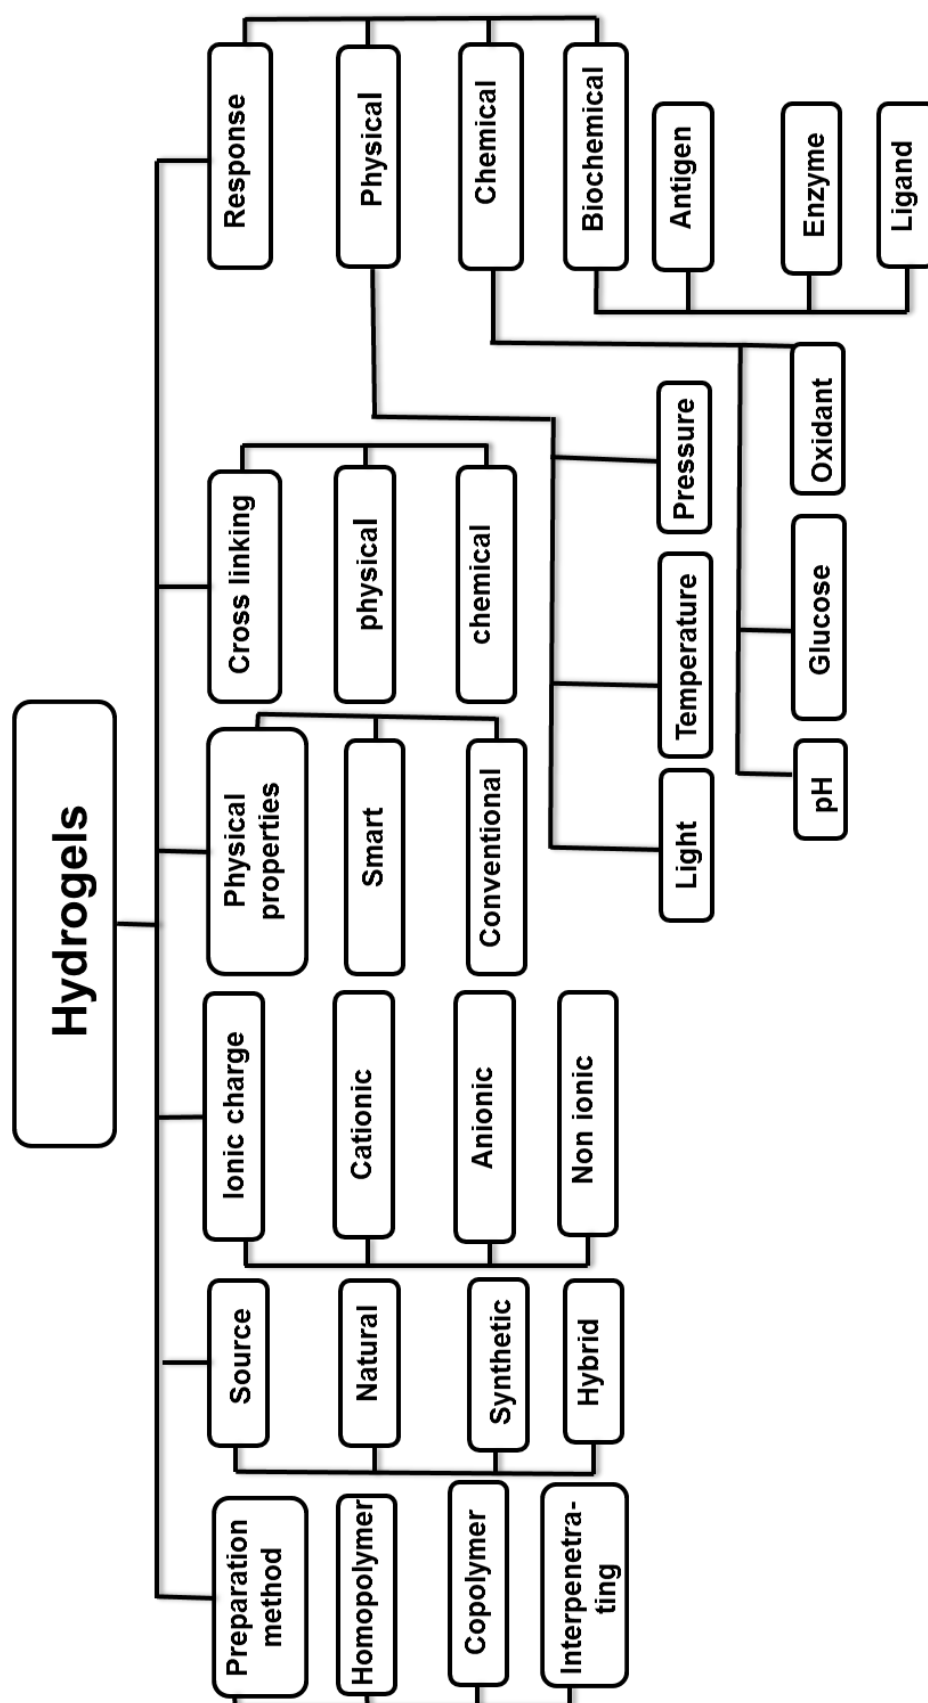 Hydrogels
Preparation
method
Source
Ionic charge
Physical
properties
Cross linking
Response
Homopolymer
Natural
Cationic
Smart
physical
Physical
Copolymer
Synthetic
Anionic
Conventional
chemical
Chemical
Interpenetra-
ting
Hybrid
Non ionic
Biochemical
Light
Temperature
Pressure
Antigen
pH
Glucose
Oxidant
Enzyme
Ligand